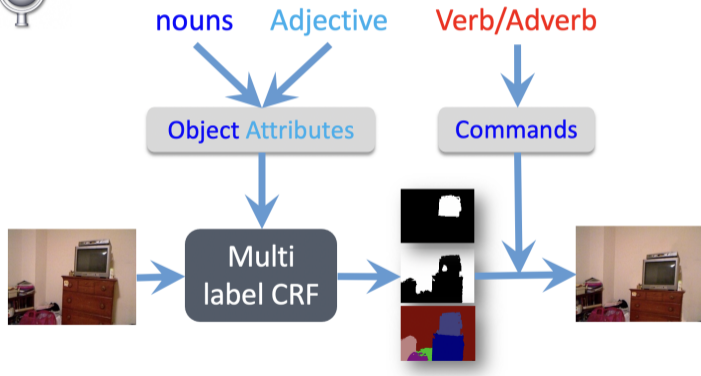 nouns Adjective Verb/Adverb
Object Attributes Commands
Multi
label CRF